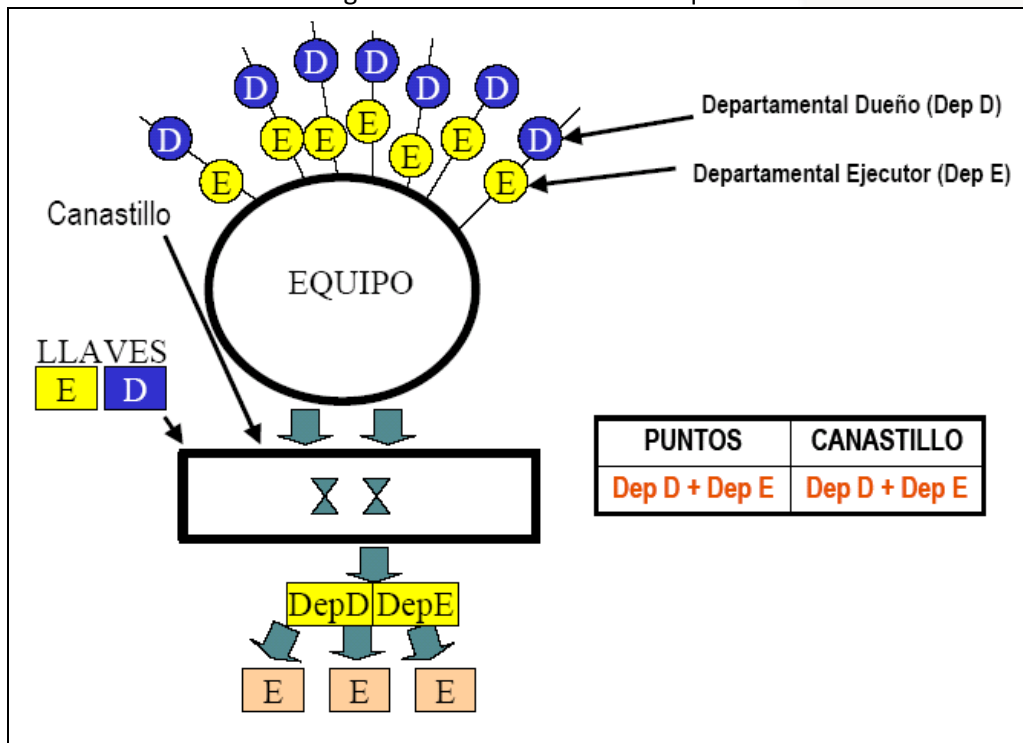 D
D
D
D
D
D
D
E
E
E
E
E
E
E
Departamental Dueño (Dep D)
Departamental Ejecutor (Dep E)
Canastillo
EQUIPO
LLAVES
E D
PUNTOS CANASTILLO
Dep D + Dep E Dep D + Dep E
DepD DepE
E E E